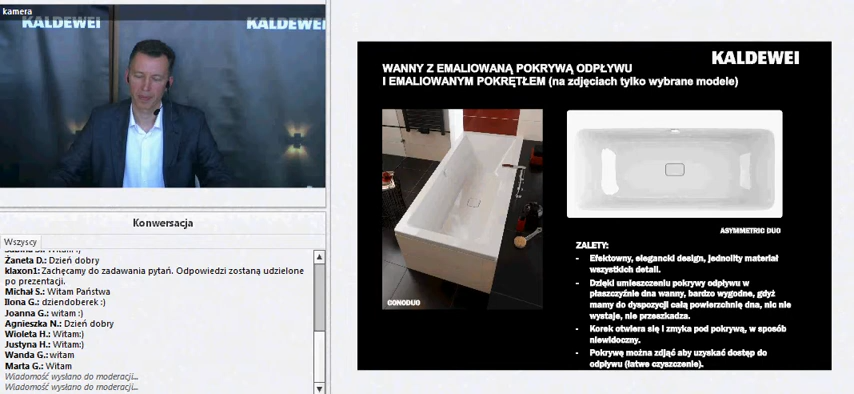 kamera
KALDEWEI
KALDEWEI
Konwersacja
Wszyscy
Żaneta D.: Dzień dobry
klaxon1: Zachęcamy do zadawania pytań. Odpowiedzi zostaną udzielone
po prezentacji.
Michał S.: Witam Państwa
Ilona G.: dziendoberek :)
Joanna G.: witam :)
Agnieszka N.: Dzień dobry
Wioleta H.: Witam:)
Justyna H.: Witam:)
Wanda G.: witam
Marta G.: Witam
Wiadomość wysłano do moderacji...
Wiadomość wysłano do moderacji...
KALDEWEI
WANNY Z EMALIOWANĄ POKRYWĄ ODPŁYWU
I EMALIOWANYM POKRĘTŁEM (na zdjęciach tylko wybrane modele)
CONODUO
ASYMMETRIC DUO
ZALETY:
- Efektowny, elegancki design, jednolity materiał
wszystkich detali.
- Dzięki umieszczeniu pokrywy odpływu w
płaszczyźnie dna wanny, bardzo wygodne, gdyż
mamy do dyspozycji całą powierzchnię dna, nic nie
wystaje, nie przeszkadza.
- Korek otwiera się i zmyka pod pokrywą, w sposób
niewidoczny.
- Pokrywę można zdjąć aby uzyskać dostęp do
odpływu (łatwe czyszczenie).